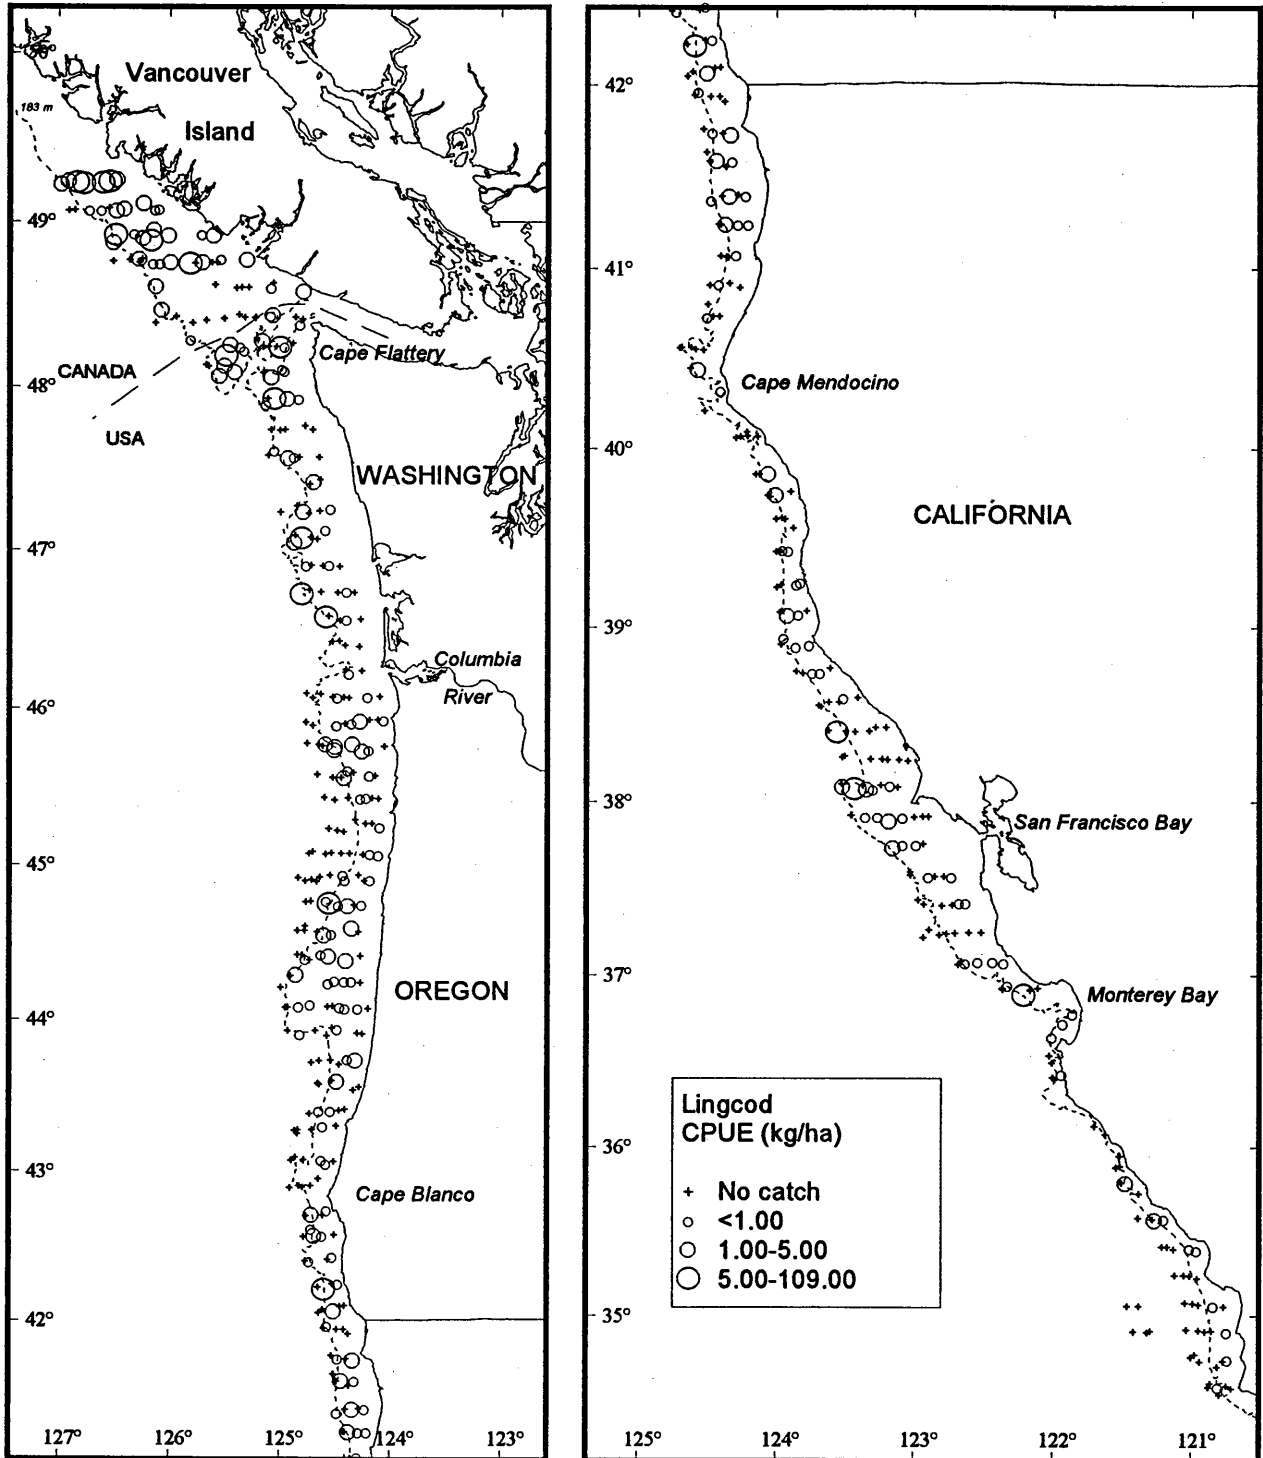 Vancouver
Island
183 m
49°
48°
47°
46°
45°
44°
43°
42°
CANADA
USA
Cape Flattery
WASHINGTON
Columbia
River
OREGON
Cape Blanco
127°
126°
125°
124°
123°
42°
41°
40°
39°
38°
37°
36°
35°
Cape Mendocino
CALIFORNIA
San Francisco Bay
Monterey Bay
Lingcod
CPUE (kg/ha)
+ No catch
<1.00
1.00-5.00
5.00-109.00
125°
124°
123°
122°
121°